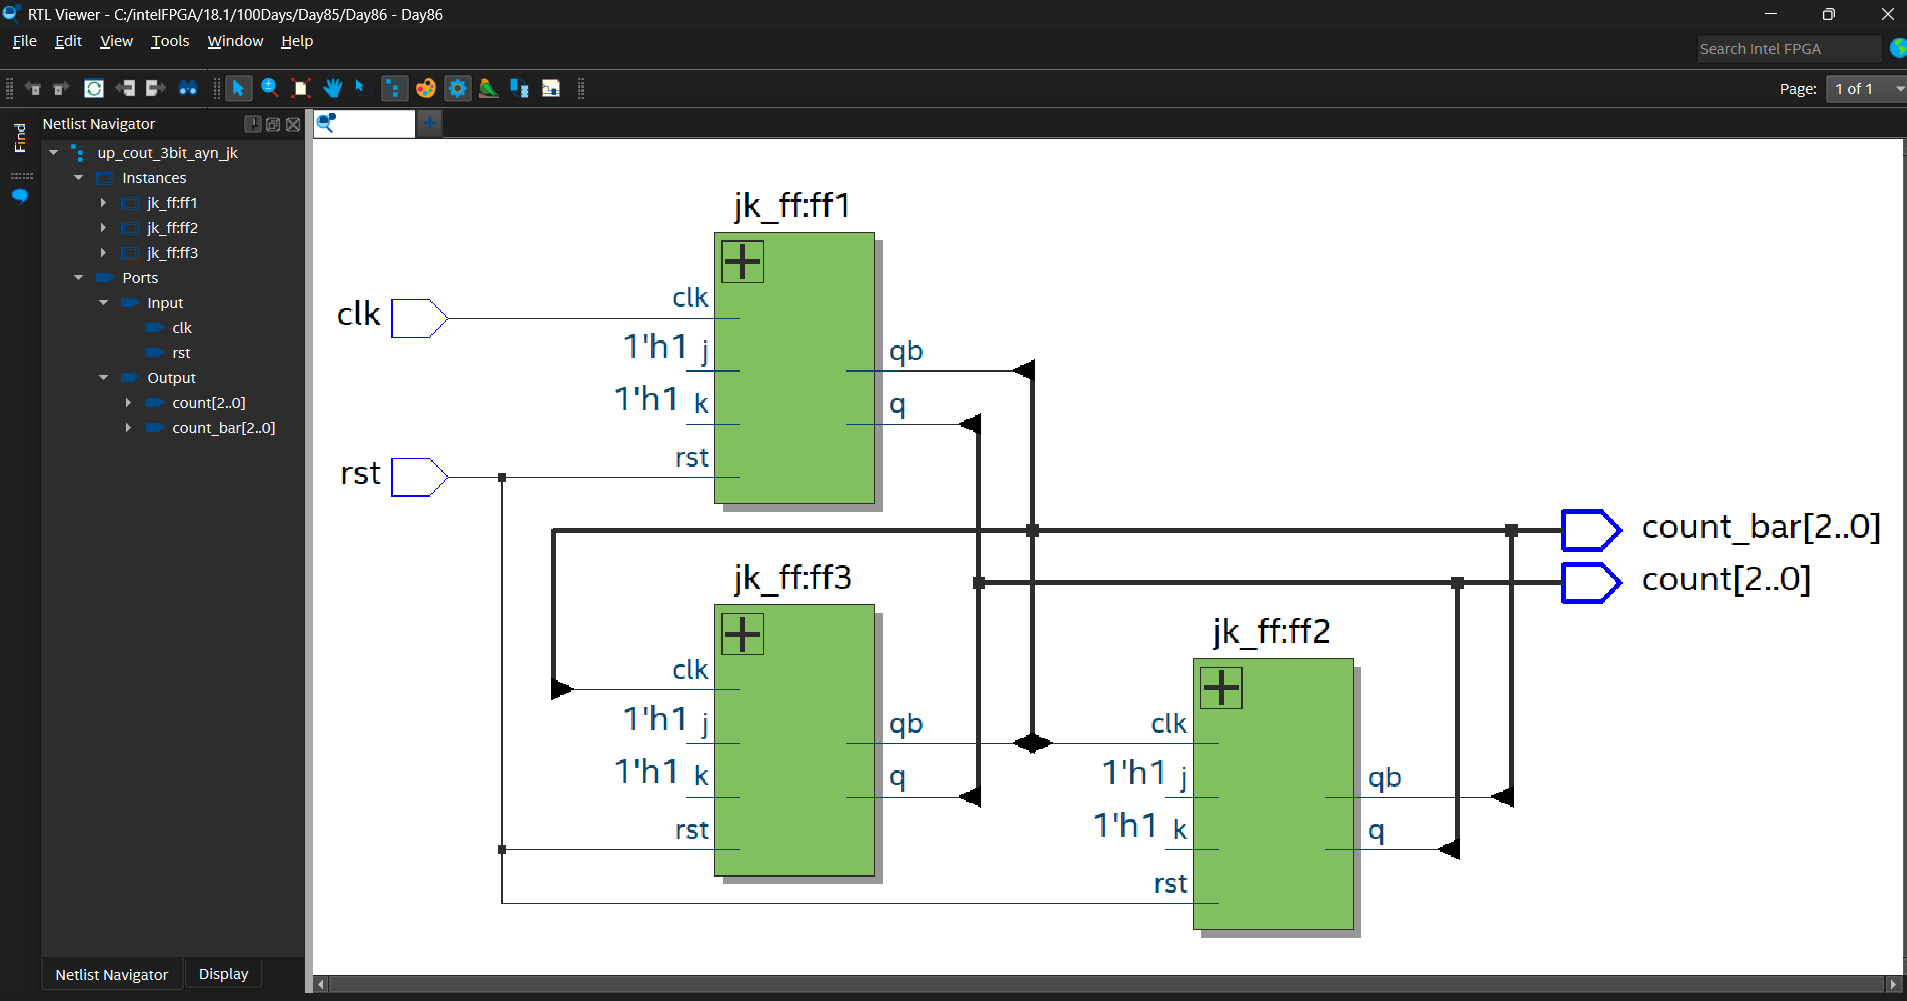 RTL Viewer - C:/intelFPGA/18.1/100Days/Day85/Day86 - Day86
File Edit View Tools Window Help
Search Intel FPGA
Page: 1 of 1
Find
Netlist Navigator
up_cout_3bit_ayn_jk
Instances
jk_ff:ff1
jk_ff:ff2
jk_ff:ff3
Ports
Input
clk
rst
Output
count[2..0]
count_bar[2..0]
Netlist Navigator
Display
jk_ff:ff1
clk
clk
1'h1 j
qb
1'h1 k
q
rst
rst
count_bar[2..0]
count[2..0]
jk_ff:ff3
clk
1'h1 j
qb
1'h1 k
q
rst
jk_ff:ff2
clk
1'h1 j
qb
1'h1 k
q
rst